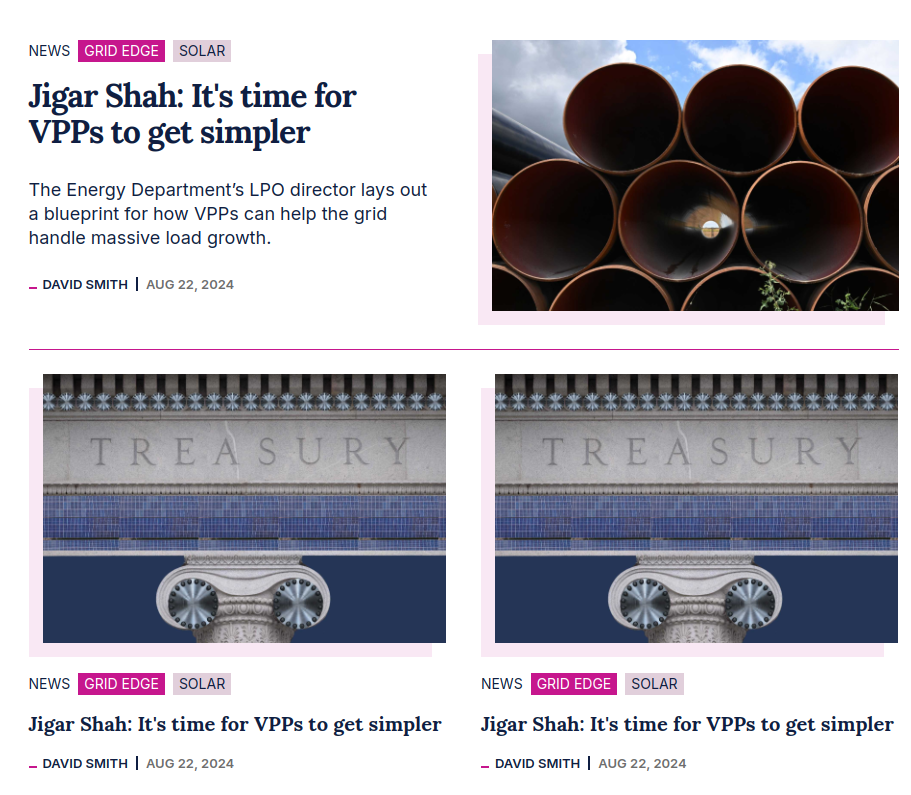 NEWS GRID EDGE SOLAR
Jigar Shah: It's time for
VPPs to get simpler
The Energy Department’s LPO director lays out
a blueprint for how VPPs can help the grid
handle massive load growth.
DAVID SMITH | AUG 22, 2024
TREASURY
NEWS GRID EDGE SOLAR
Jigar Shah: It's time for VPPs to get simpler
DAVID SMITH | AUG 22, 2024
TREASURY
NEWS GRID EDGE SOLAR
Jigar Shah: It's time for VPPs to get simpler
DAVID SMITH | AUG 22, 2024